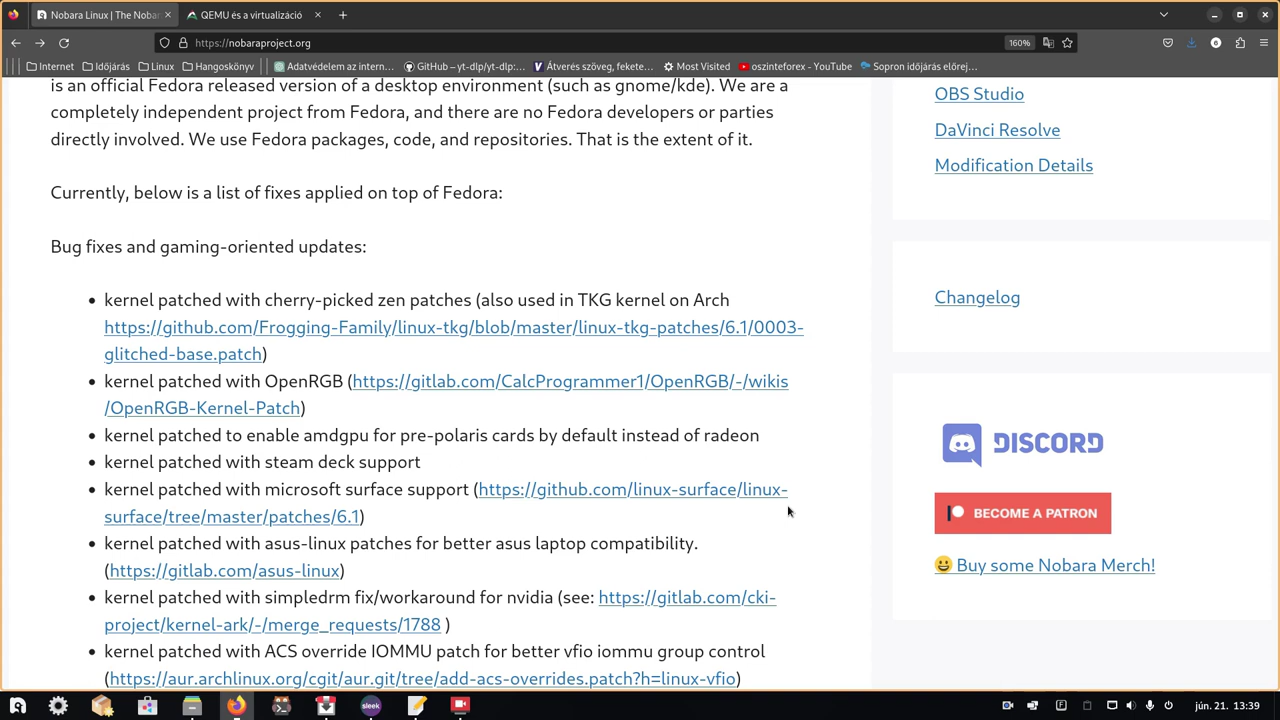 Nobara Linux | The Nobar
QEMU és a virtualizáció
https://nobaraproject.org
160%
Internet
Időjárás
Linux
Hangoskönyv
Adatvédelem az intern...
GitHub – yt-dlp/yt-dlp:...
Átverés szöveg, fekete...
Most Visited
oszinteforex - YouTube
Sopron időjárás előrej...
is an official Fedora released version of a desktop environment (such as gnome/kde). We are a
completely independent project from Fedora, and there are no Fedora developers or parties
directly involved. We use Fedora packages, code, and repositories. That is the extent of it.
Currently, below is a list of fixes applied on top of Fedora:
Bug fixes and gaming-oriented updates:
• kernel patched with cherry-picked zen patches (also used in TKG kernel on Arch
https://github.com/Frogging-Family/linux-tkg/blob/master/linux-tkg-patches/6.1/0003-
glitched-base.patch)
• kernel patched with OpenRGB (https://gitlab.com/CalcProgrammer1/OpenRGB/-/wikis
/OpenRGB-Kernel-Patch)
• kernel patched to enable amdgpu for pre-polaris cards by default instead of radeon
• kernel patched with steam deck support
• kernel patched with microsoft surface support (https://github.com/linux-surface/linux-
surface/tree/master/patches/6.1)
• kernel patched with asus-linux patches for better asus laptop compatibility.
(https://gitlab.com/asus-linux)
• kernel patched with simpledrm fix/workaround for nvidia (see: https://gitlab.com/cki-
project/kernel-ark/-/merge_requests/1788 )
• kernel patched with ACS override IOMMU patch for better vfio iommu group control
(https://aur.archlinux.org/cgit/aur.git/tree/add-acs-overrides.patch?h=linux-vfio)
OBS Studio
DaVinci Resolve
Modification Details
Changelog
DISCORD
BECOME A PATRON
😀 Buy some Nobara Merch!
sleek
jún. 21. 13:39